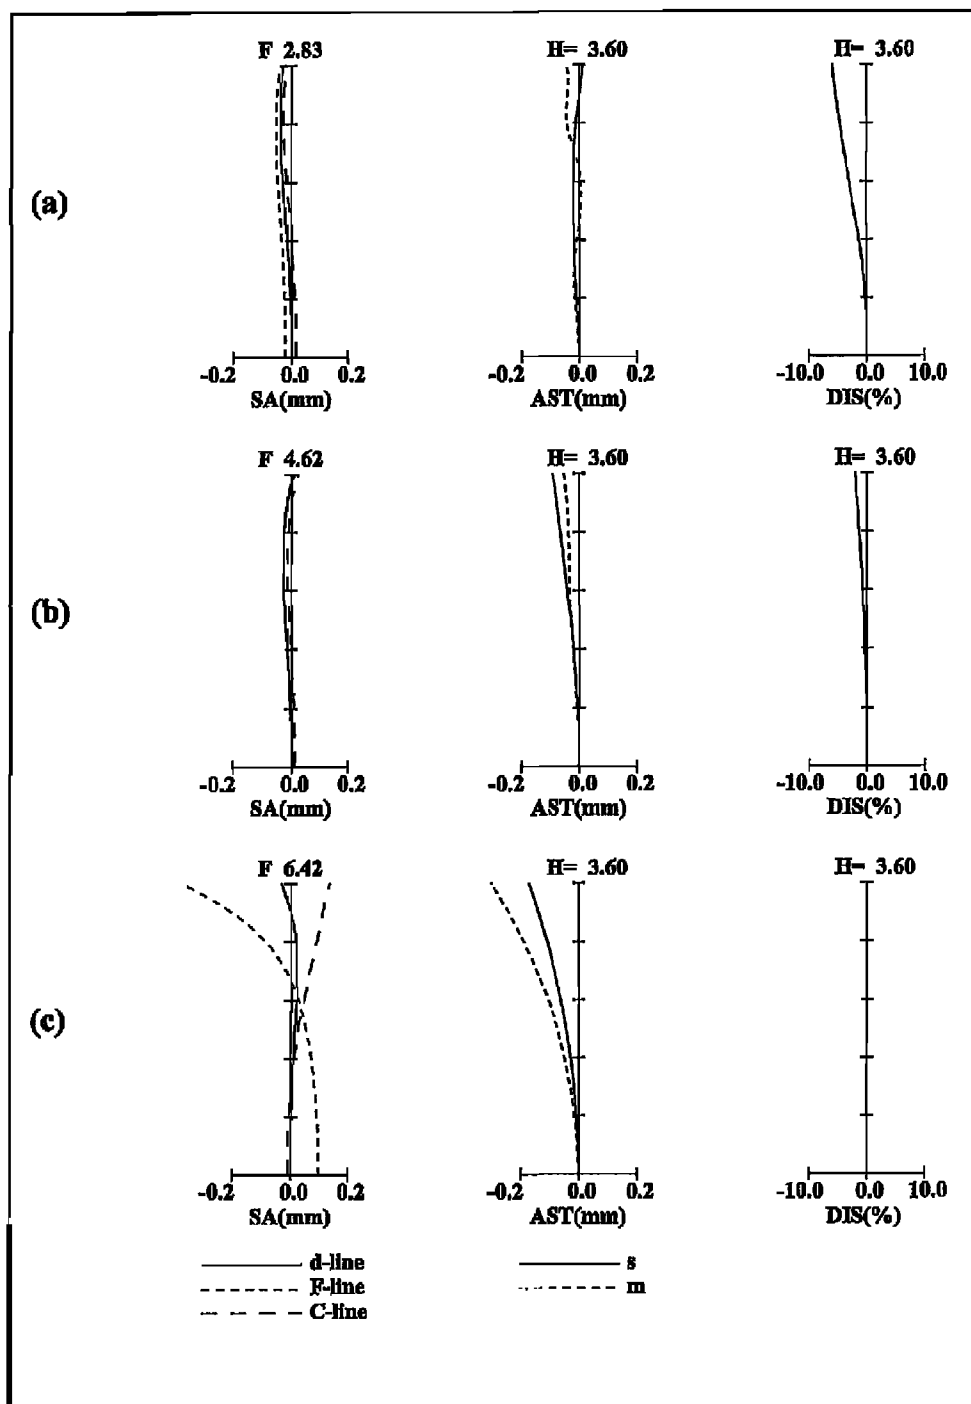 F 2.83 H= 3.60 H= 3.60
(a)
-0.2 0.0 0.2 -0.2 0.0 0.2 -10.0 0.0 10.0
SA(mm) AST(mm) DIS(%)
F 4.62 H= 3.60 H= 3.60
(b)
-0.2 0.0 0.2 -0.2 0.0 0.2 -10.0 0.0 10.0
SA(mm) AST(mm) DIS(%)
F 6.42 H= 3.60 H= 3.60
(c)
-0.2 0.0 0.2 -0.2 0.0 0.2 -10.0 0.0 10.0
SA(mm) AST(mm) DIS(%)
d-line s
F-line m
C-line